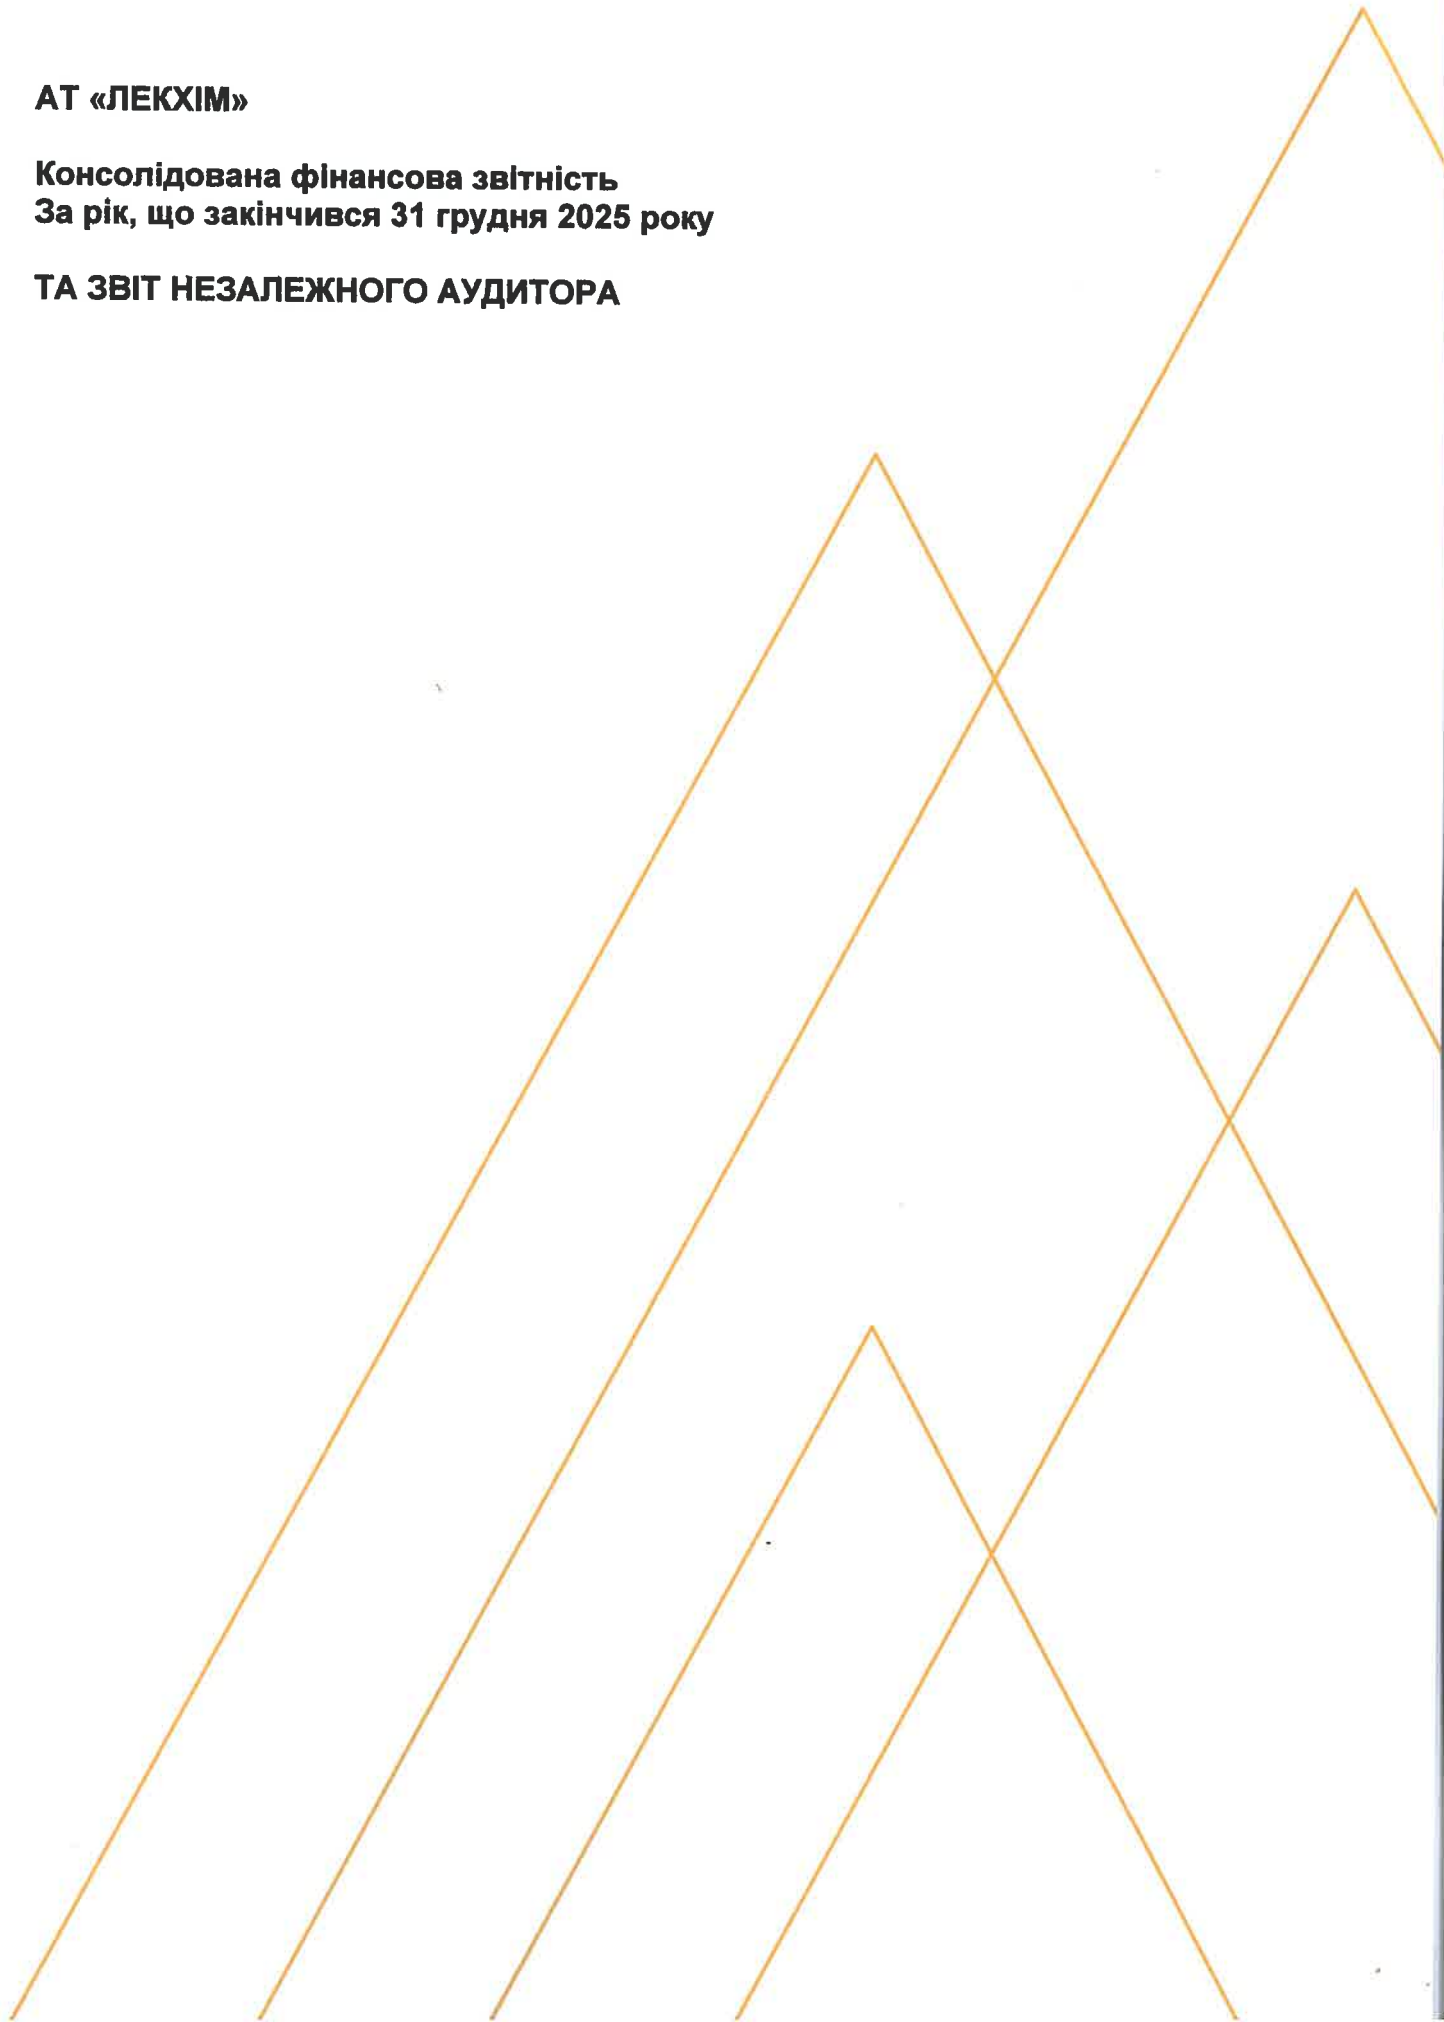 АТ «ЛЕКХІМ»
Консолідована фінансова звітність
За рік, що закінчився 31 грудня 2025 року
ТА ЗВІТ НЕЗАЛЕЖНОГО АУДИТОРА